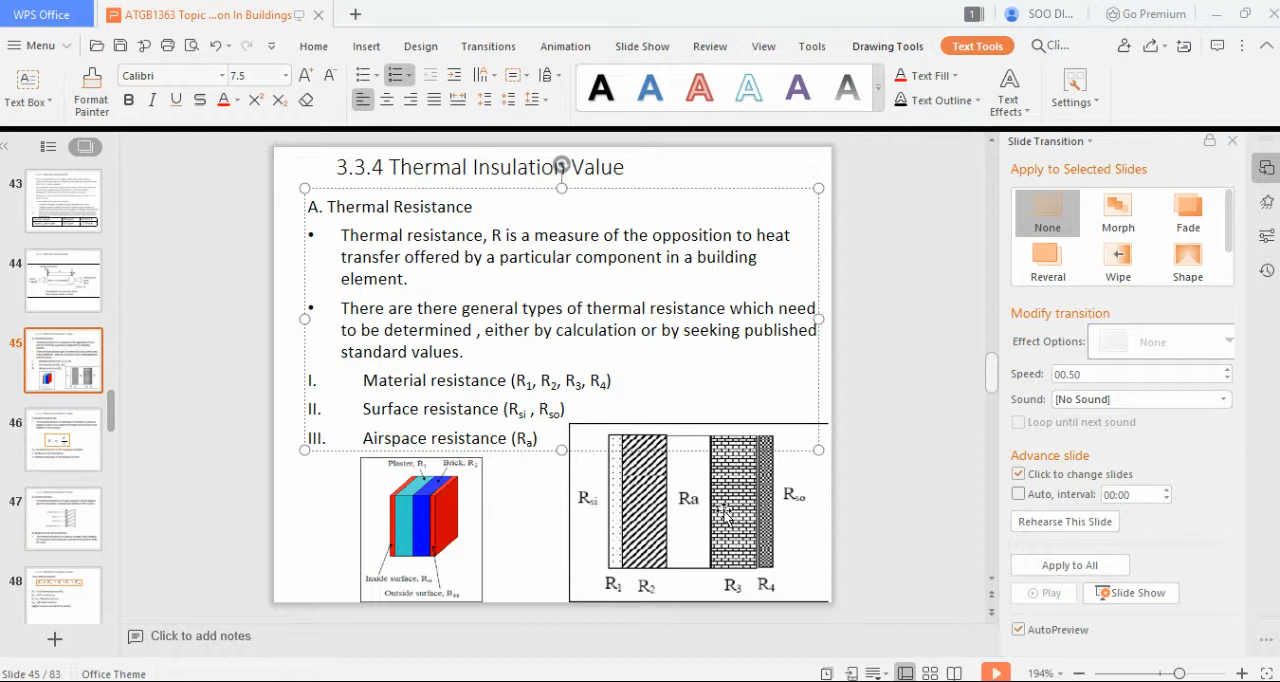 WPS Office
ATGB1363 Topic ...on In Buildings
1
SOO DI...
Go Premium
Menu
Home
Insert
Design
Transitions
Animation
Slide Show
Review
View
Tools
Drawing Tools
Text Tools
Cli...
Text Box
Format Painter
Calibri
7.5
Text Fill
Text Outline
Text Effects
Settings
43
44
45
46
47
48
3.3.4 Thermal Insulation Value
A. Thermal Resistance
• Thermal resistance, R is a measure of the opposition to heat
transfer offered by a particular component in a building
element.
• There are there general types of thermal resistance which need
to be determined , either by calculation or by seeking published
standard values.
I. Material resistance (R1, R2, R3, R4)
II. Surface resistance (Rsi , Rso)
III. Airspace resistance (Ra)
Plaster, R1 Brick, R2
Inside surface, Rsi
Outside surface, Rso
Rsi
Ra
Rso
R1 R2 R3 R4
Click to add notes
Slide Transition
Apply to Selected Slides
None
Morph
Fade
Reveral
Wipe
Shape
Modify transition
Effect Options:
None
Speed: 00.50
Sound: [No Sound]
Loop until next sound
Advance slide
Click to change slides
Auto, interval: 00:00
Rehearse This Slide
Apply to All
Play
Slide Show
AutoPreview
Slide 45 / 83
Office Theme
194%